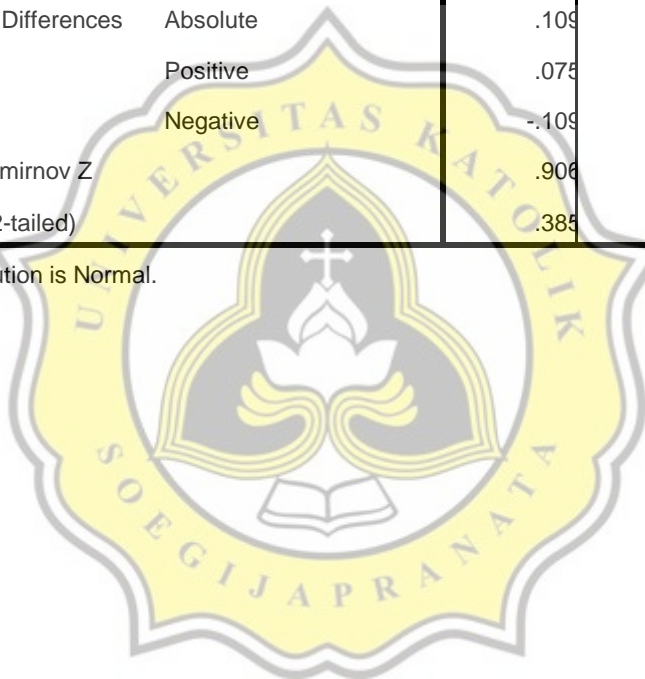 Differences Absolute .109
Positive .075
Negative -.109
mirnov Z .906
2-tailed) .385
ution is Normal.
UNIVERSITAS KATOLIK
SOEGIJAPRANATA